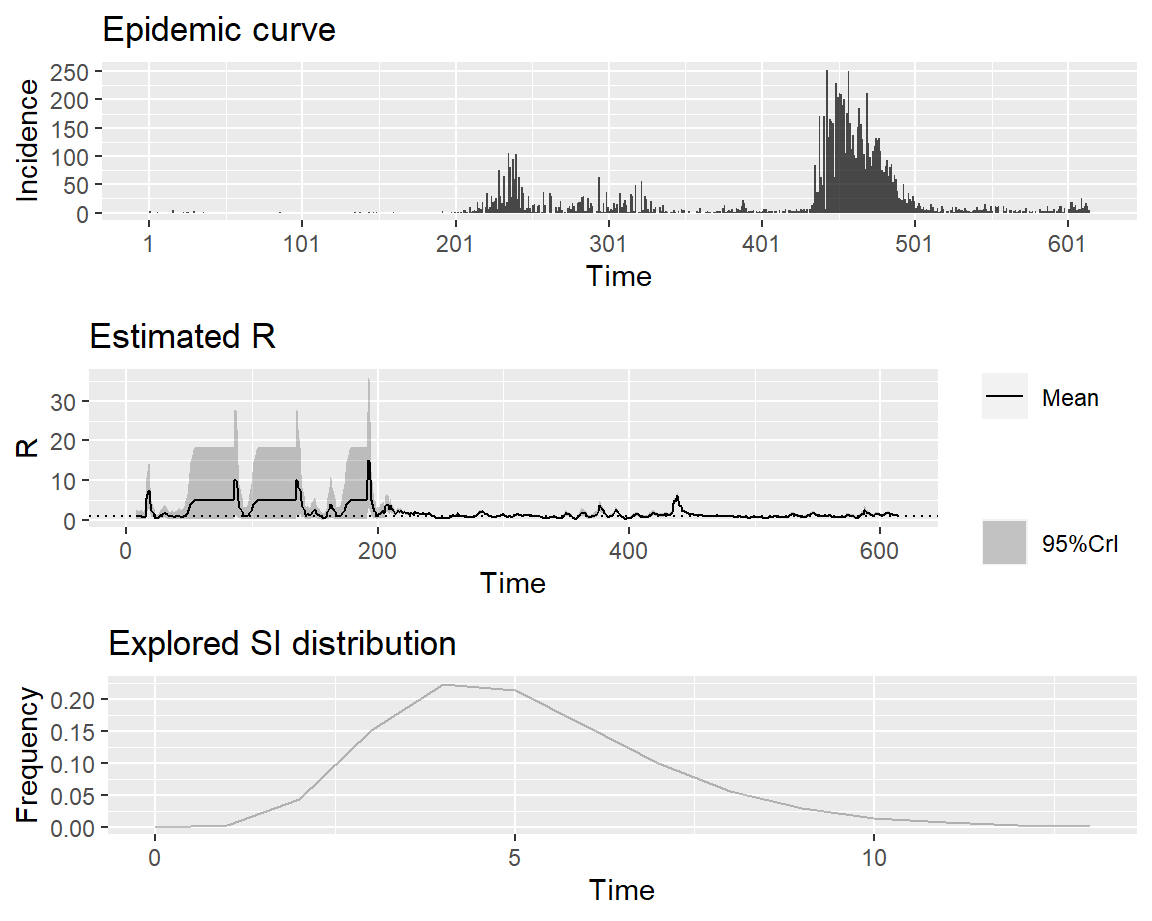 Epidemic curve
250
200
150
100
50
0
Incidence
1 101 201 301 401 501 601
Time
Estimated R
30
20
10
0
R
0 200 400 600
Time
Mean
95%CrI
Explored SI distribution
0.20
0.15
0.10
0.05
0.00
Frequency
0 5 10
Time